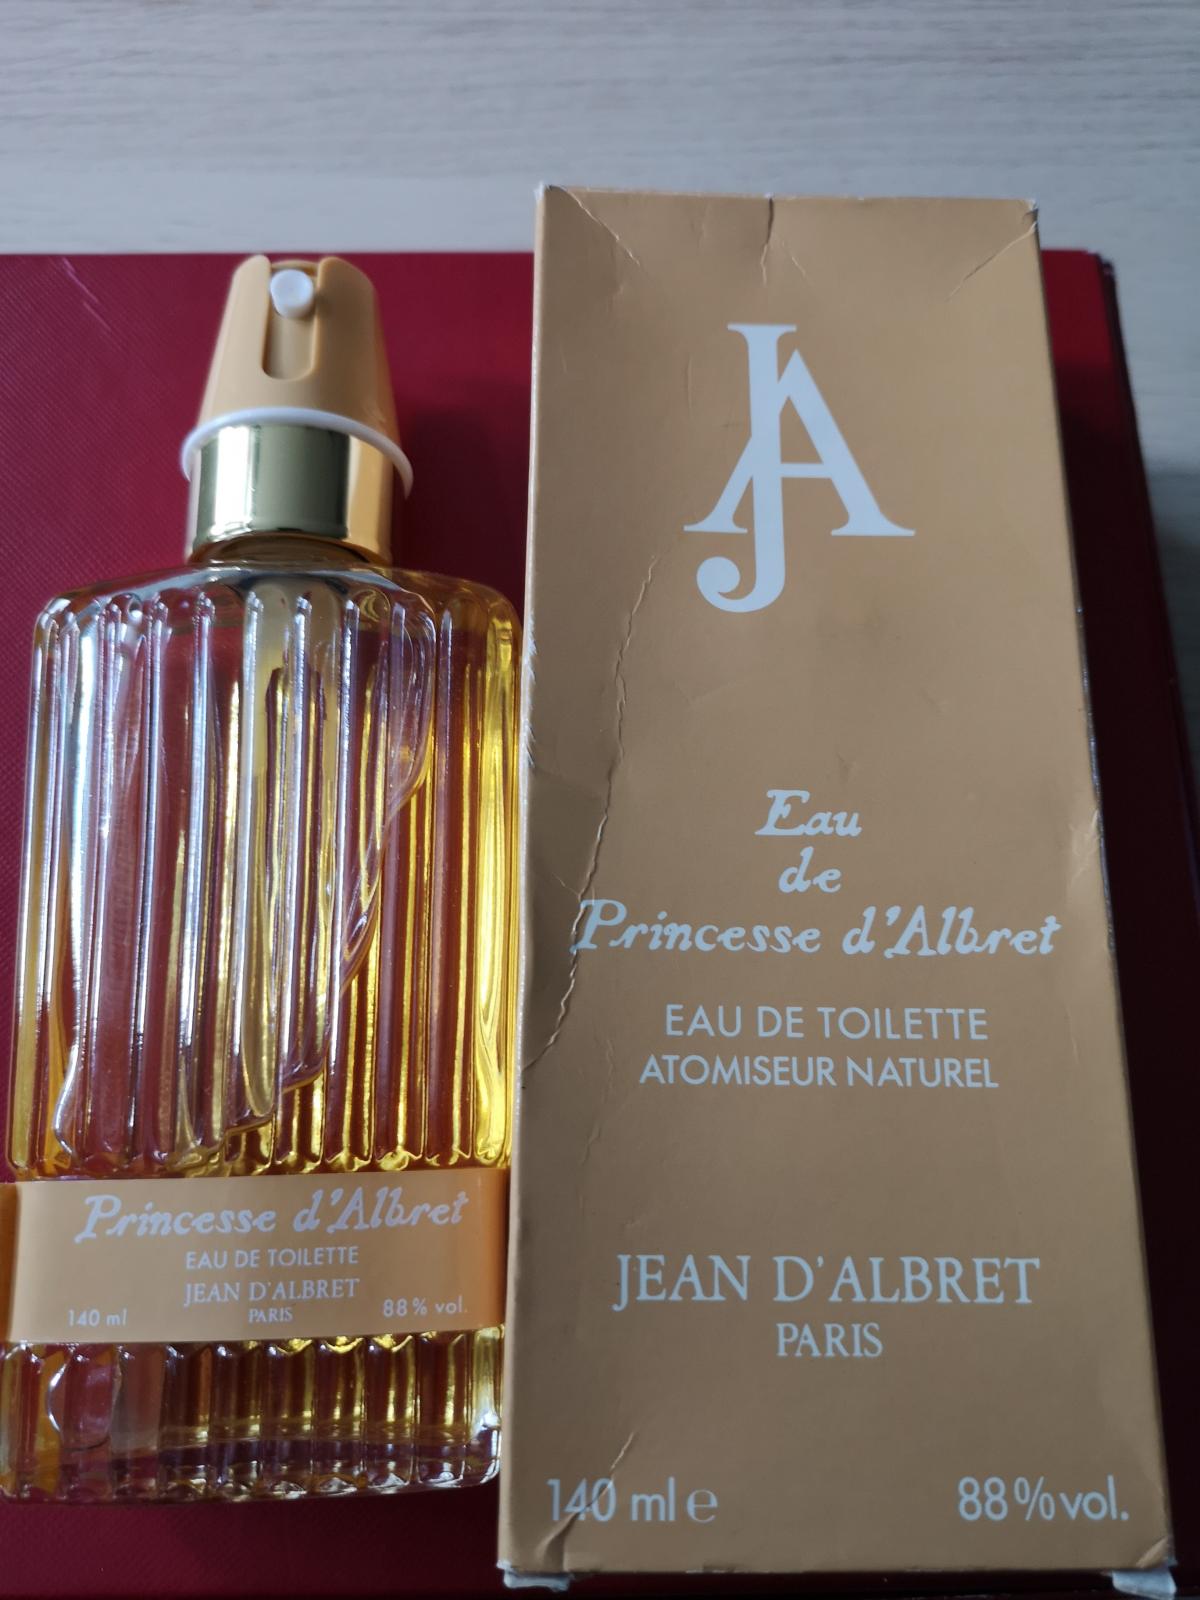 JA
Eau
de
Princesse d'Albret
EAU DE TOILETTE
ATOMISEUR NATUREL
JEAN D'ALBRET
PARIS
140 ml e
88% vol.
Princesse d'Albret
EAU DE TOILETTE
JEAN D'ALBRET
PARIS
140 ml
88% vol.